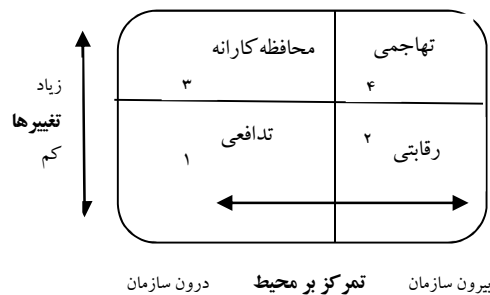 تهاجمی
محافظه کارانه
۴
۳
زیاد
تغییرها
کم
رقابتی
۲
تدافعی
۱
بیرون سازمان تمرکز بر محیط درون سازمان